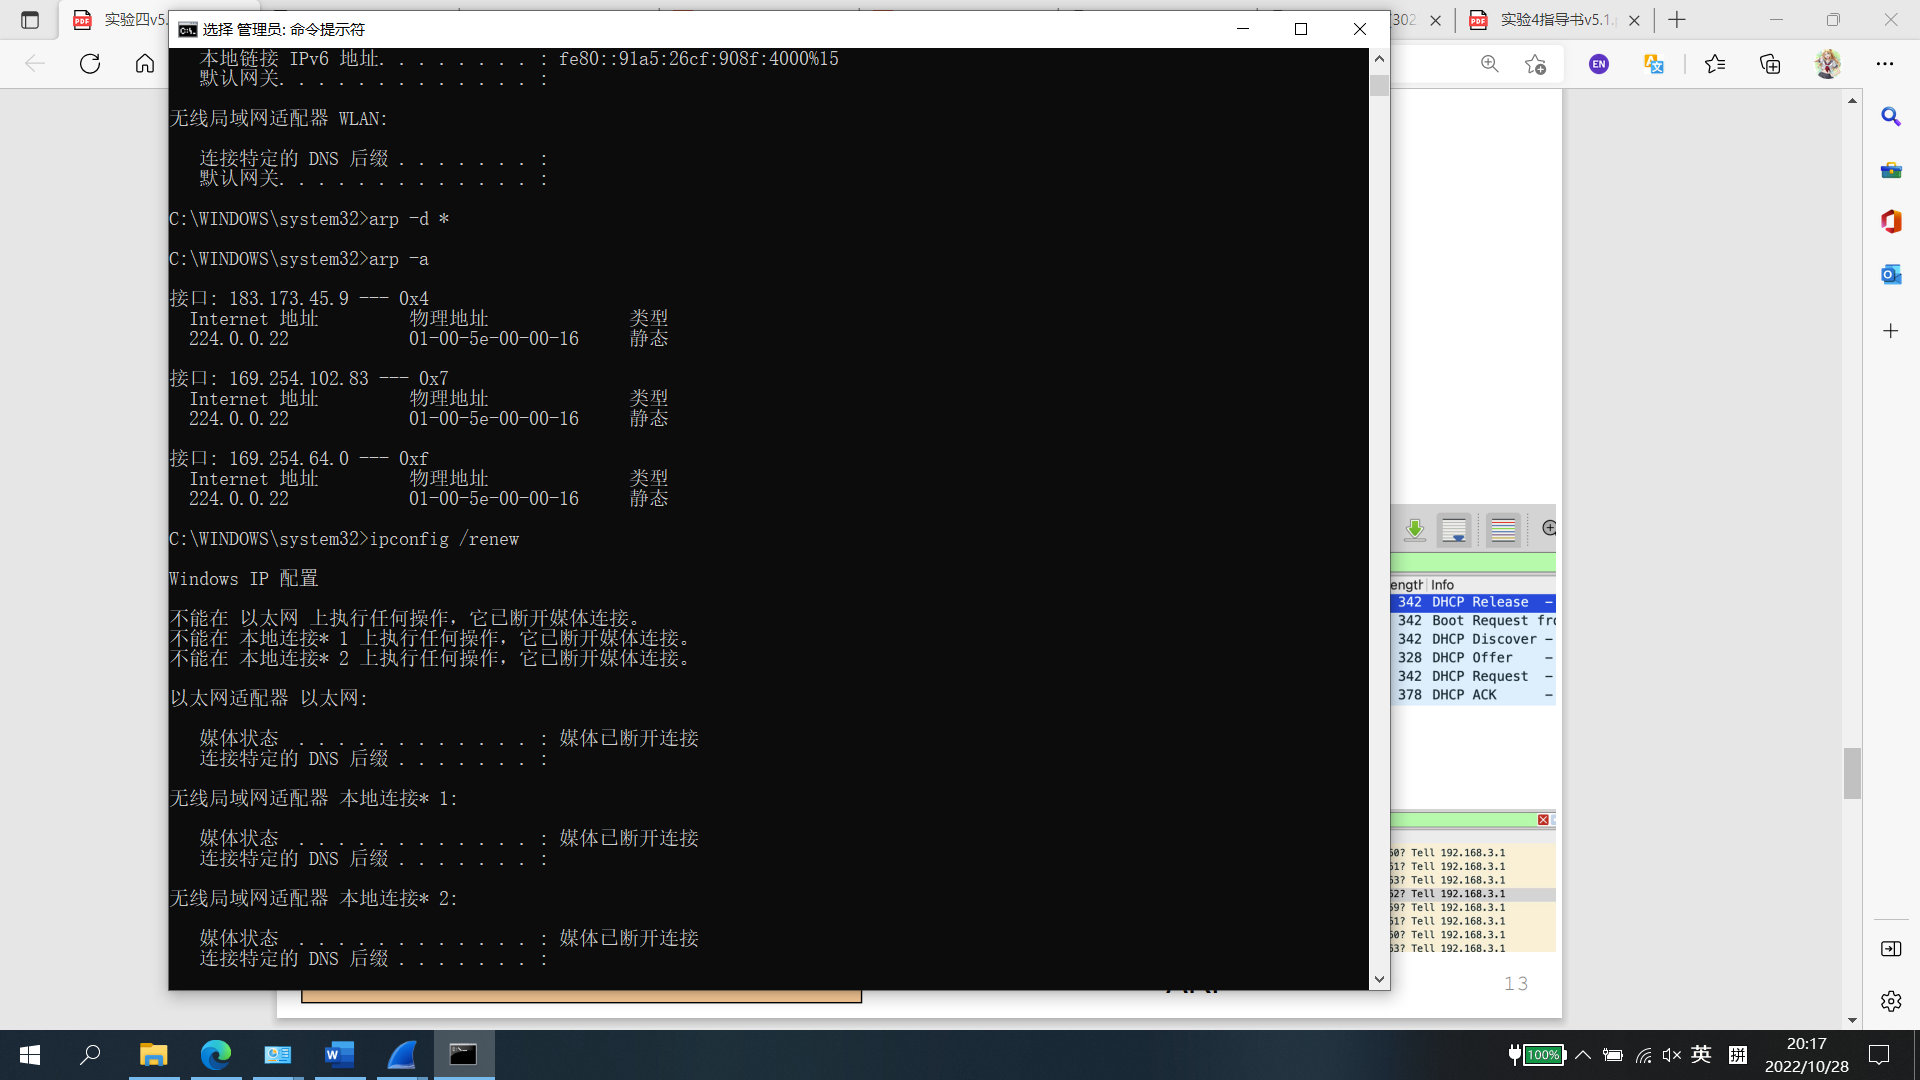 实验四v5.
302
实验4指导书v5.1.
选择 管理员: 命令提示符
EN
本地链接 IPv6 地址. . . . . . . . : fe80::91a5:26cf:908f:4000%15
默认网关. . . . . . . . . . . . . :
无线局域网适配器 WLAN:
连接特定的 DNS 后缀 . . . . . . . :
默认网关. . . . . . . . . . . . . :
C:\WINDOWS\system32>arp -d *
C:\WINDOWS\system32>arp -a
接口: 183.173.45.9 --- 0x4
Internet 地址 物理地址 类型
224.0.0.22 01-00-5e-00-00-16 静态
接口: 169.254.102.83 --- 0x7
Internet 地址 物理地址 类型
224.0.0.22 01-00-5e-00-00-16 静态
接口: 169.254.64.0 --- 0xf
Internet 地址 物理地址 类型
224.0.0.22 01-00-5e-00-00-16 静态
C:\WINDOWS\system32>ipconfig /renew
Windows IP 配置
不能在 以太网 上执行任何操作，它已断开媒体连接。
不能在 本地连接* 1 上执行任何操作，它已断开媒体连接。
不能在 本地连接* 2 上执行任何操作，它已断开媒体连接。
以太网适配器 以太网:
媒体状态 . . . . . . . . . . . . : 媒体已断开连接
连接特定的 DNS 后缀 . . . . . . . :
无线局域网适配器 本地连接* 1:
媒体状态 . . . . . . . . . . . . : 媒体已断开连接
连接特定的 DNS 后缀 . . . . . . . :
无线局域网适配器 本地连接* 2:
媒体状态 . . . . . . . . . . . . : 媒体已断开连接
连接特定的 DNS 后缀 . . . . . . . :
ength Info
342 DHCP Release –
342 Boot Request fro
342 DHCP Discover –
328 DHCP Offer –
342 DHCP Request –
378 DHCP ACK –
60? Tell 192.168.3.1
61? Tell 192.168.3.1
63? Tell 192.168.3.1
62? Tell 192.168.3.1
59? Tell 192.168.3.1
61? Tell 192.168.3.1
60? Tell 192.168.3.1
63? Tell 192.168.3.1
13
100%
英
拼
20:17
2022/10/28